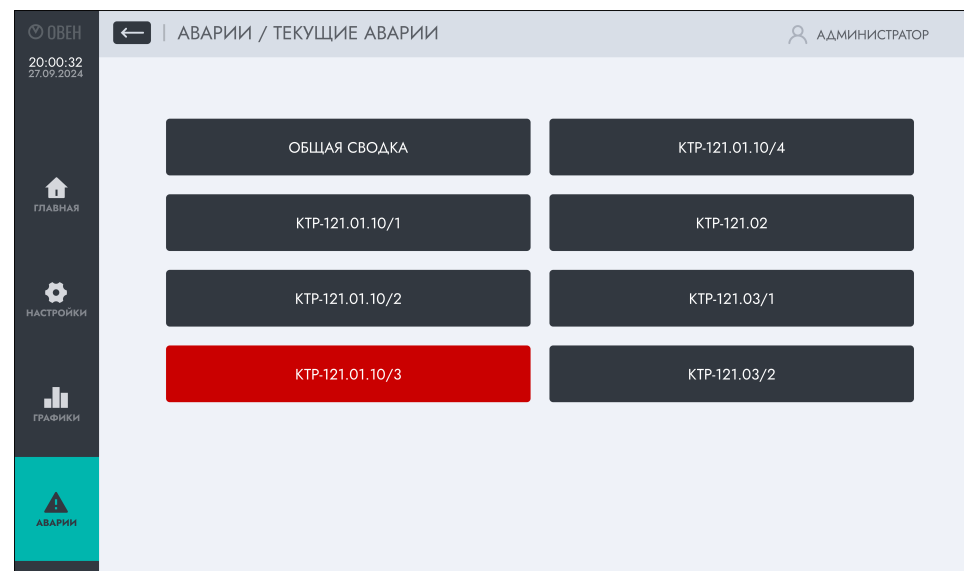 ОВЕН
20:00:32
27.09.2024
ГЛАВНАЯ
НАСТРОЙКИ
ГРАФИКИ
АВАРИИ
АВАРИИ / ТЕКУЩИЕ АВАРИИ
АДМИНИСТРАТОР
ОБЩАЯ СВОДКА
КТР-121.01.10/4
КТР-121.01.10/1
КТР-121.02
КТР-121.01.10/2
КТР-121.03/1
КТР-121.01.10/3
КТР-121.03/2